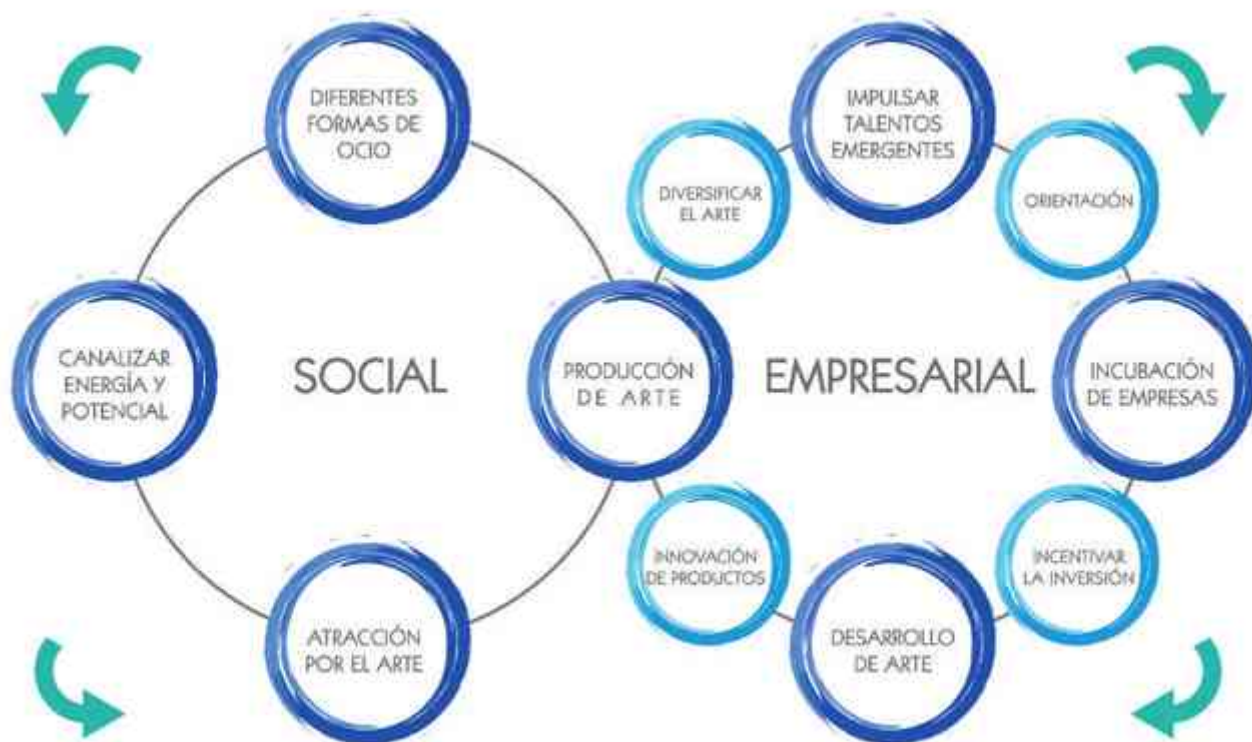 DIFERENTES
FORMAS DE
OCIO
IMPULSAR
TALENTOS
EMERGENTES
DIVERSIFICAR
EL ARTE
ORIENTACIÓN
CANALIZAR
ENERGÍA Y
POTENCIAL
SOCIAL
PRODUCCIÓN
DE ARTE
EMPRESARIAL
INCUBACIÓN
DE EMPRESAS
INNOVACIÓN
DE PRODUCTOS
INCENTIVAR
LA INVERSIÓN
ATRACCIÓN
POR EL ARTE
DESARROLLO
DE ARTE